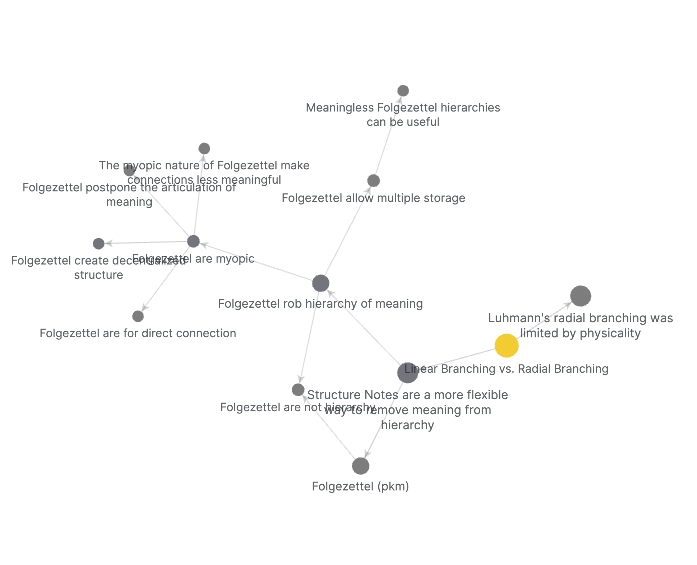 Meaningless Folgezettel hierarchies
can be useful
The myopic nature of Folgezettel make
connections less meaningful
Folgezettel postpone the articulation of
meaning
Folgezettel allow multiple storage
Folgezettel create decentralized
structure
Folgezettel are myopic
Folgezettel rob hierarchy of meaning
Luhmann's radial branching was
limited by physicality
Folgezettel are for direct connection
Linear Branching vs. Radial Branching
Structure Notes are a more flexible
way to remove meaning from
hierarchy
Folgezettel are not hierarchy
Folgezettel (pkm)